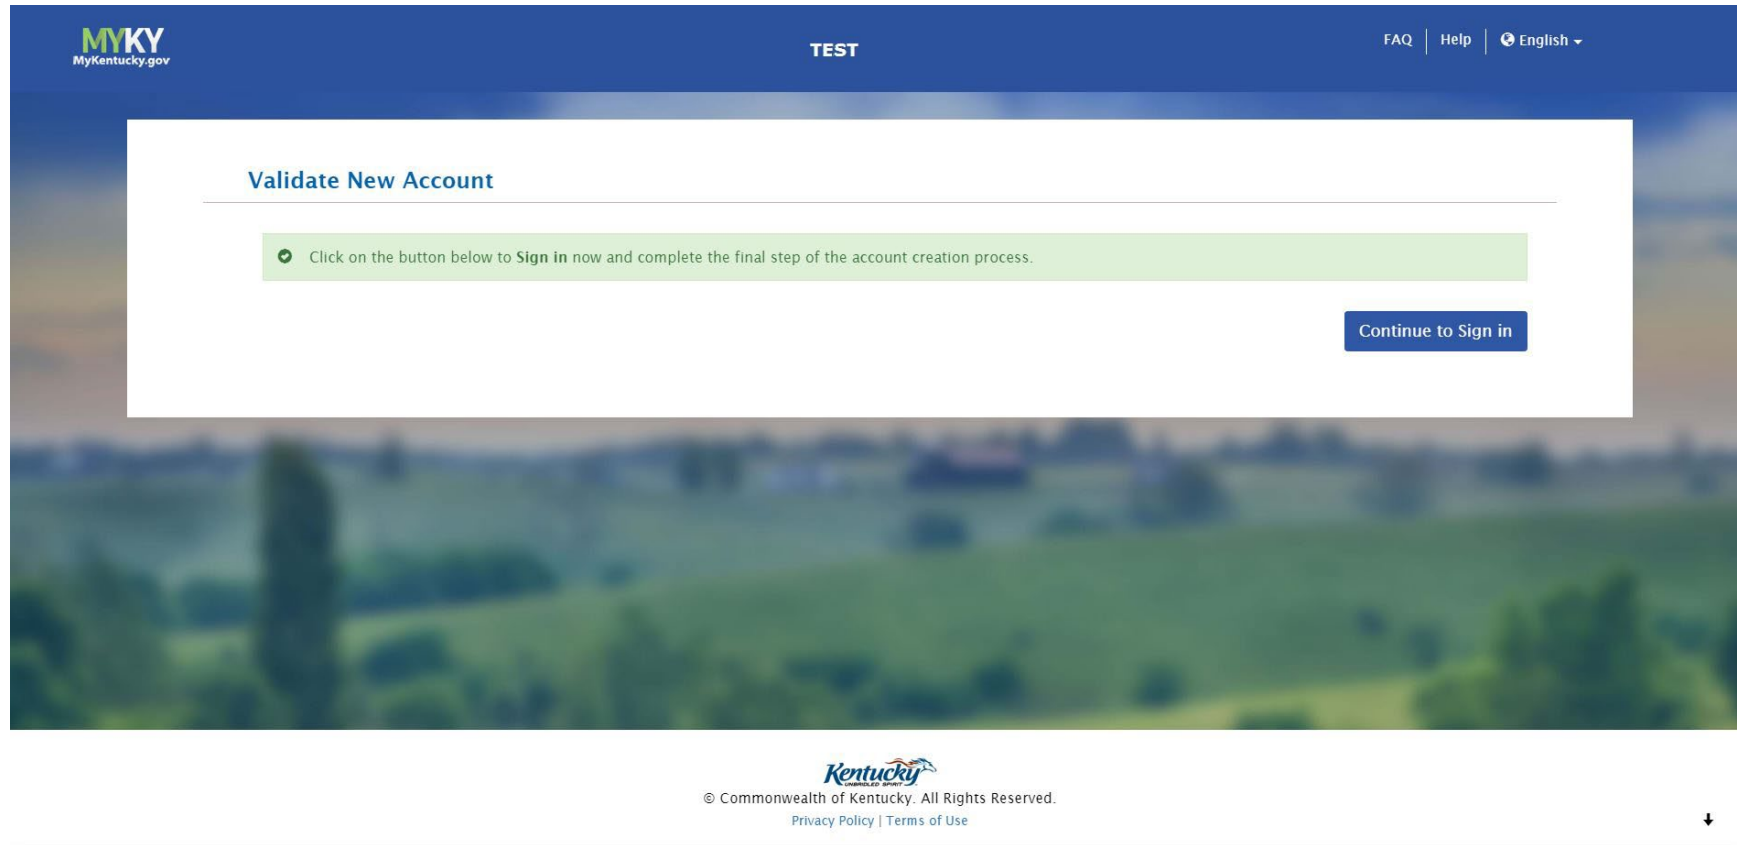 MYKY
MyKentucky.gov
TEST
FAQ
Help
English
Validate New Account
Click on the button below to Sign in now and complete the final step of the account creation process.
Continue to Sign in
Kentucky
UNBRIDLED SPIRIT
© Commonwealth of Kentucky. All Rights Reserved.
Privacy Policy | Terms of Use